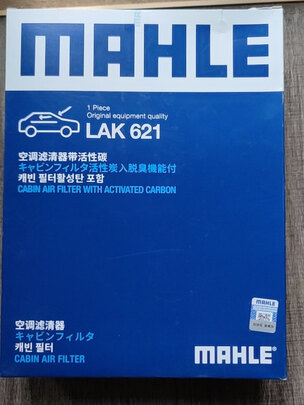 MAHLE
1 Piece
Original equipment quality
LAK 621
空调滤清器带活性碳
キャビンフィルタ活性炭入脱臭機能付
캐빈 필터활성탄 포함
CABIN AIR FILTER WITH ACTIVATED CARBON
MAHLE
空调滤清器
キャビンフィルタ
캐빈 필터
CABIN AIR FILTER
MAHLE